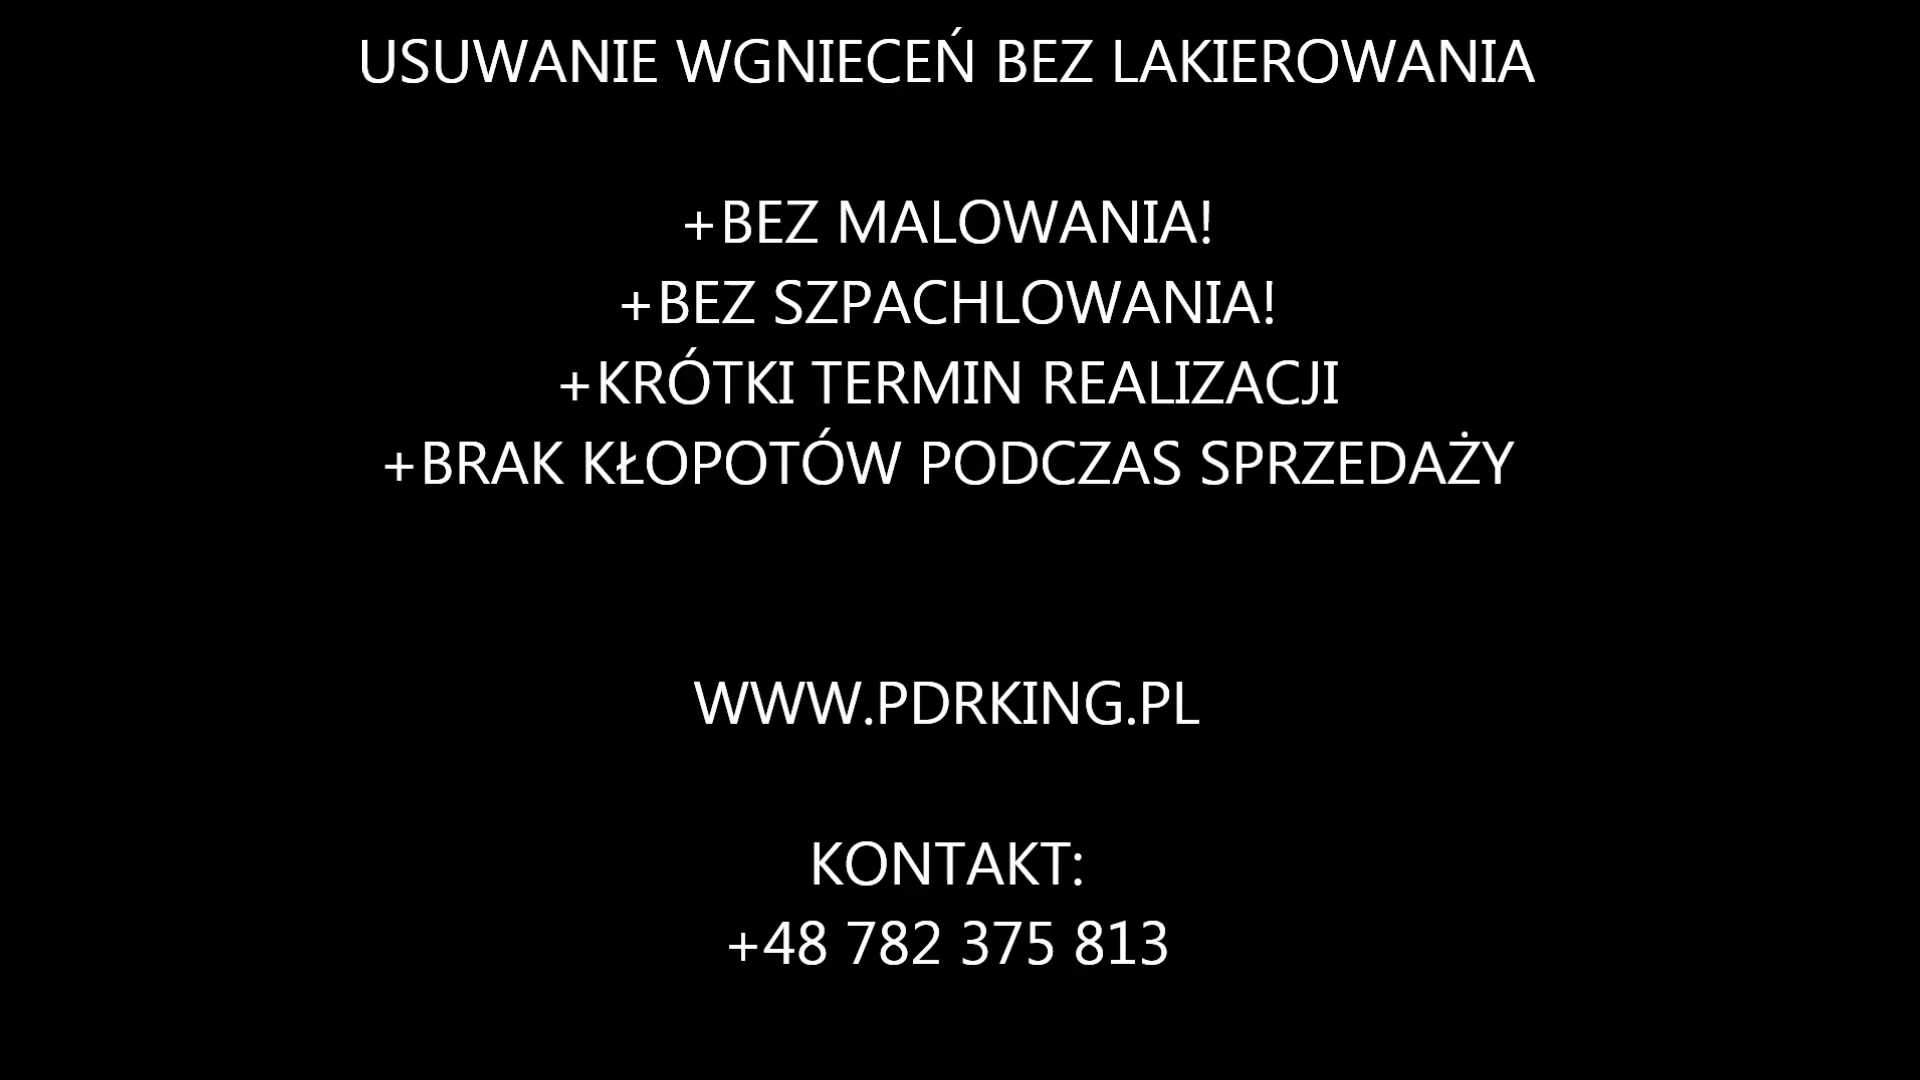 USUWANIE WGNIECEŃ BEZ LAKIEROWANIA
+BEZ MALOWANIA!
+BEZ SZPACHLOWANIA!
+KRÓTKI TERMIN REALIZACJI
+BRAK KŁOPOTÓW PODCZAS SPRZEDAŻY
WWW.PDRKING.PL
KONTAKT:
+48 782 375 813